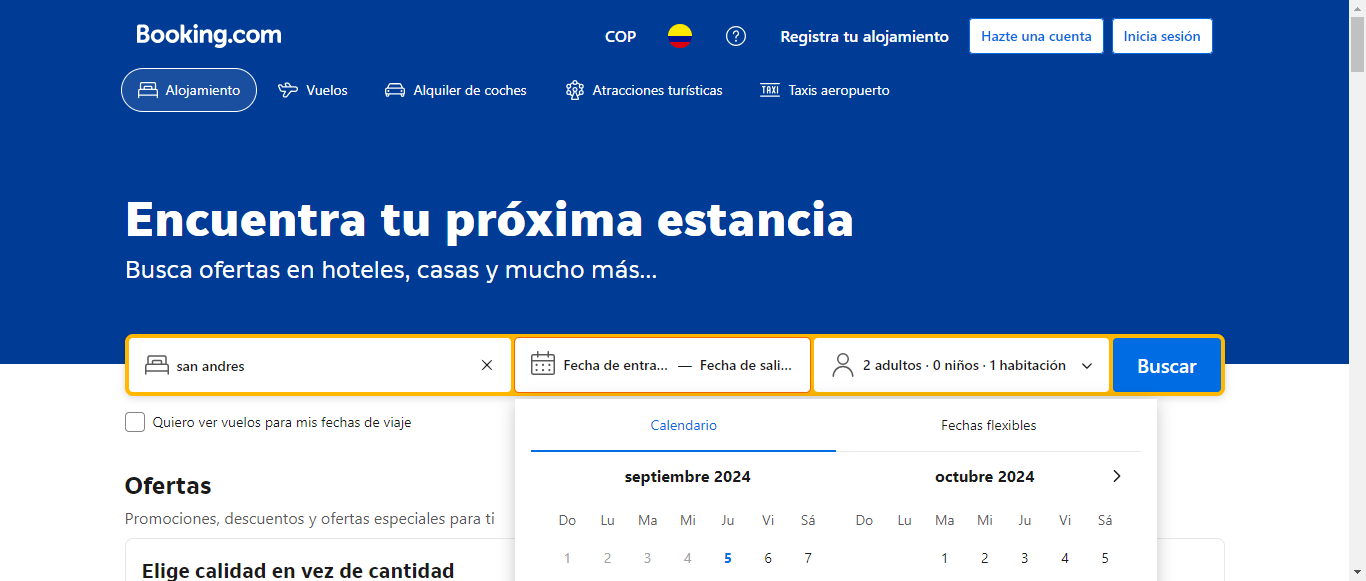 Booking.com
COP
Registra tu alojamiento
Hazte una cuenta
Inicia sesión
Alojamiento
Vuelos
Alquiler de coches
Atracciones turísticas
TAXI
Taxis aeropuerto
Encuentra tu próxima estancia
Busca ofertas en hoteles, casas y mucho más...
san andres
Fecha de entra... — Fecha de sali...
2 adultos · 0 niños · 1 habitación
Buscar
Quiero ver vuelos para mis fechas de viaje
Calendario
Fechas flexibles
septiembre 2024
octubre 2024
Do Lu Ma Mi Ju Vi Sá
Do Lu Ma Mi Ju Vi Sá
1 2 3 4 5 6 7
1 2 3 4 5
Ofertas
Promociones, descuentos y ofertas especiales para ti
Elige calidad en vez de cantidad